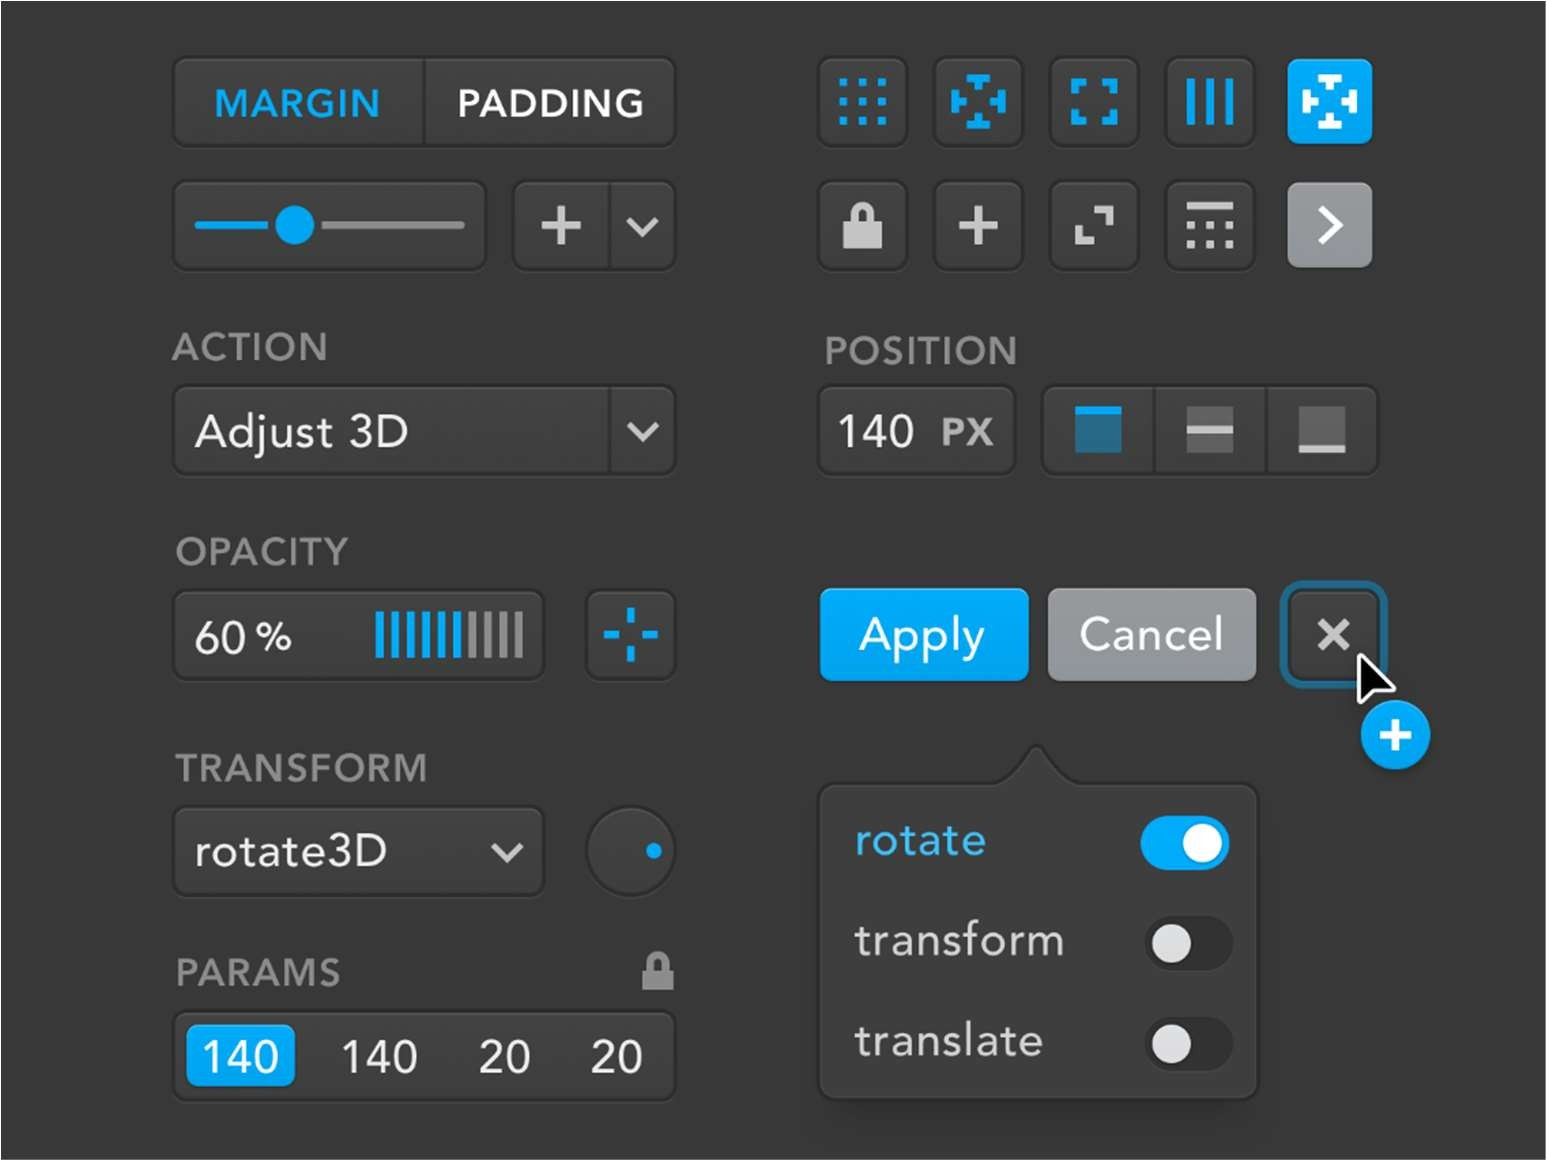 MARGIN PADDING
ACTION
Adjust 3D
POSITION
140 PX
OPACITY
60 %
Apply Cancel
TRANSFORM
rotate3D
rotate
transform
translate
PARAMS
140 140 20 20